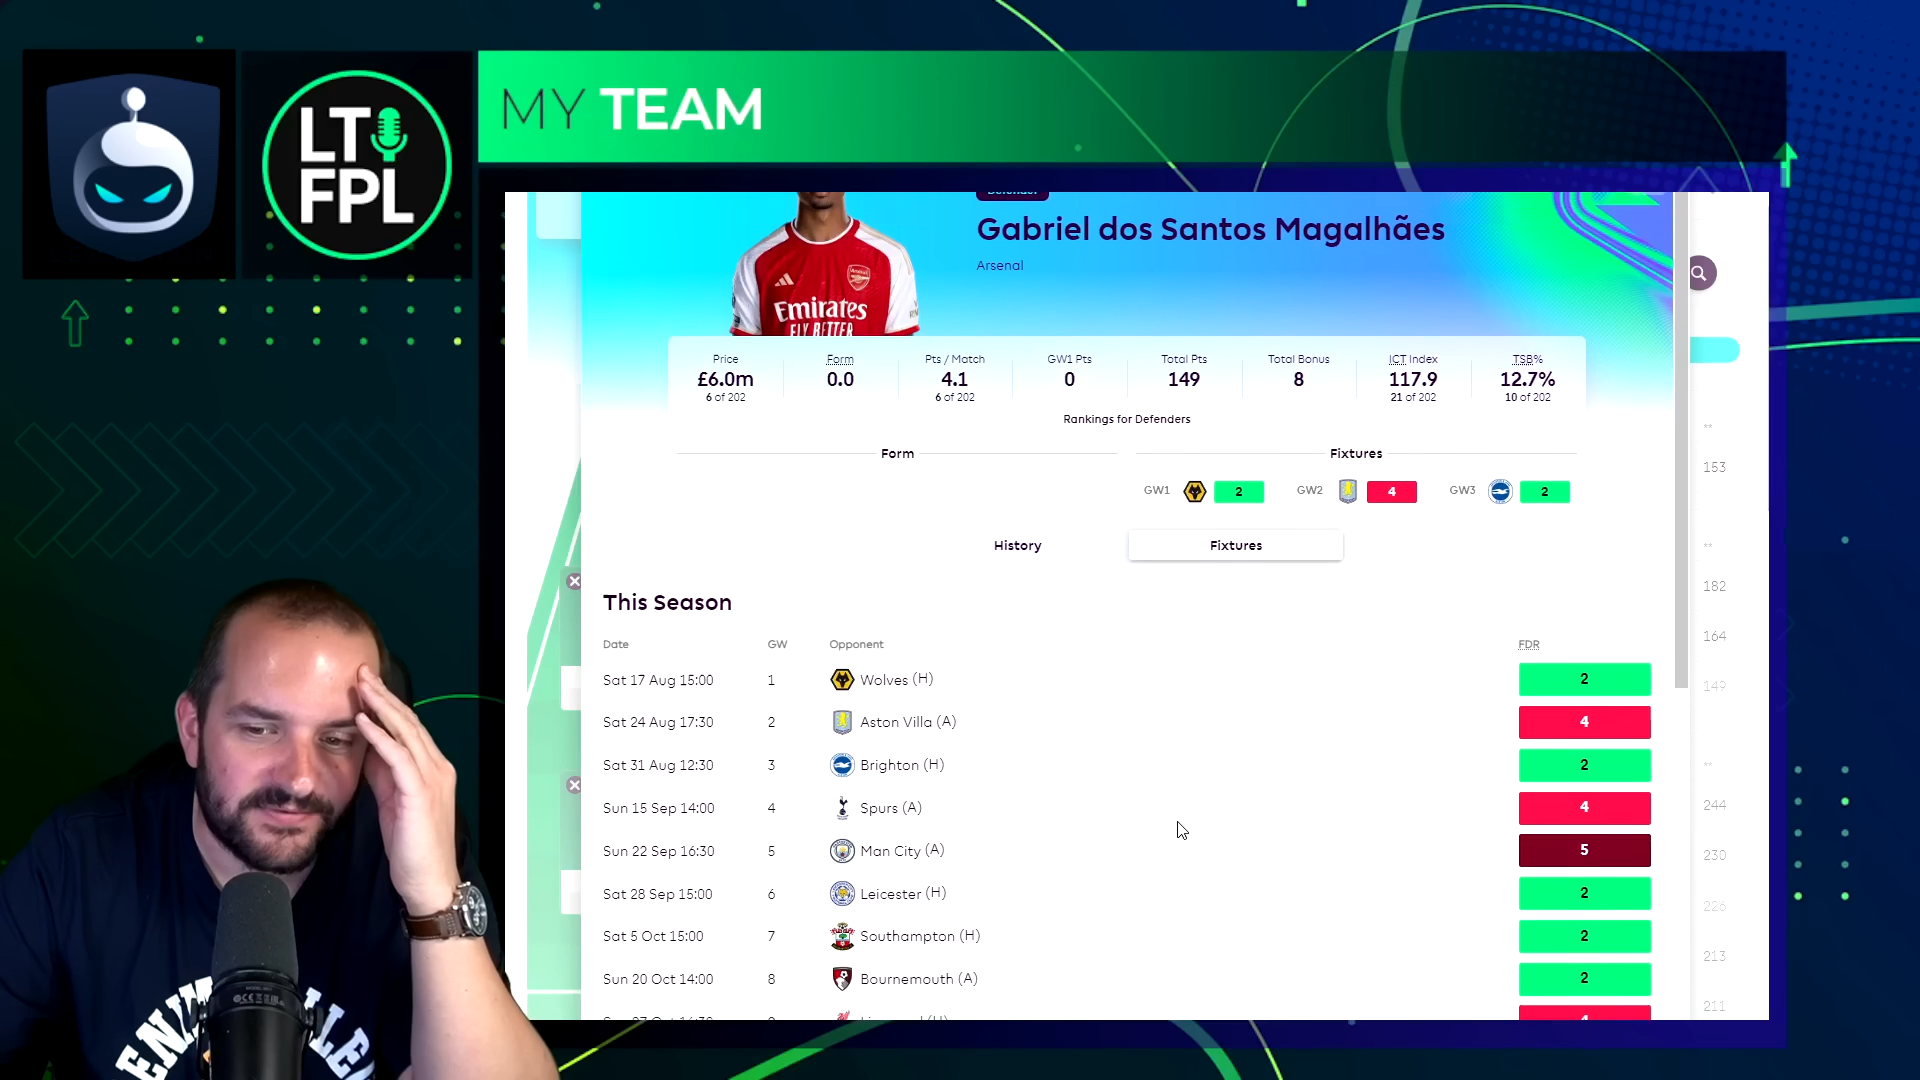 LT
FPL
MY TEAM
Defender
Gabriel dos Santos Magalhães
Arsenal
Emirates
FLY BETTER
Price Form Pts / Match GW1 Pts Total Pts Total Bonus ICT Index TSB%
£6.0m 0.0 4.1 0 149 8 117.9 12.7%
6 of 202 6 of 202 21 of 202 10 of 202
Rankings for Defenders
Form Fixtures
GW1 2 GW2 4 GW3 2
History Fixtures
This Season
Date GW Opponent FDR
Sat 17 Aug 15:00 1 Wolves (H) 2
Sat 24 Aug 17:30 2 Aston Villa (A) 4
Sat 31 Aug 12:30 3 Brighton (H) 2
Sun 15 Sep 14:00 4 Spurs (A) 4
Sun 22 Sep 16:30 5 Man City (A) 5
Sat 28 Sep 15:00 6 Leicester (H) 2
Sat 5 Oct 15:00 7 Southampton (H) 2
Sun 20 Oct 14:00 8 Bournemouth (A) 2
**
153
**
182
164
149
**
244
230
226
213
211